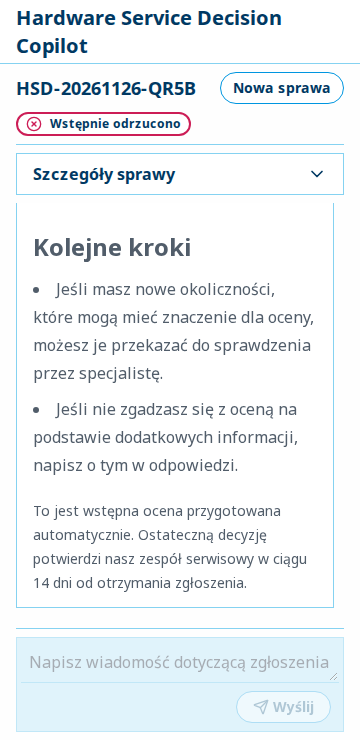 Hardware Service Decision
Copilot
HSD-20261126-QR5B
Nowa sprawa
Wstępnie odrzucono
Szczegóły sprawy
Kolejne kroki
• Jeśli masz nowe okoliczności,
które mogą mieć znaczenie dla oceny,
możesz je przekazać do sprawdzenia
przez specjalistę.
• Jeśli nie zgadzasz się z oceną na
podstawie dodatkowych informacji,
napisz o tym w odpowiedzi.
To jest wstępna ocena przygotowana
automatycznie. Ostateczną decyzję
potwierdzi nasz zespół serwisowy w ciągu
14 dni od otrzymania zgłoszenia.
Napisz wiadomość dotyczącą zgłoszenia
Wyślij